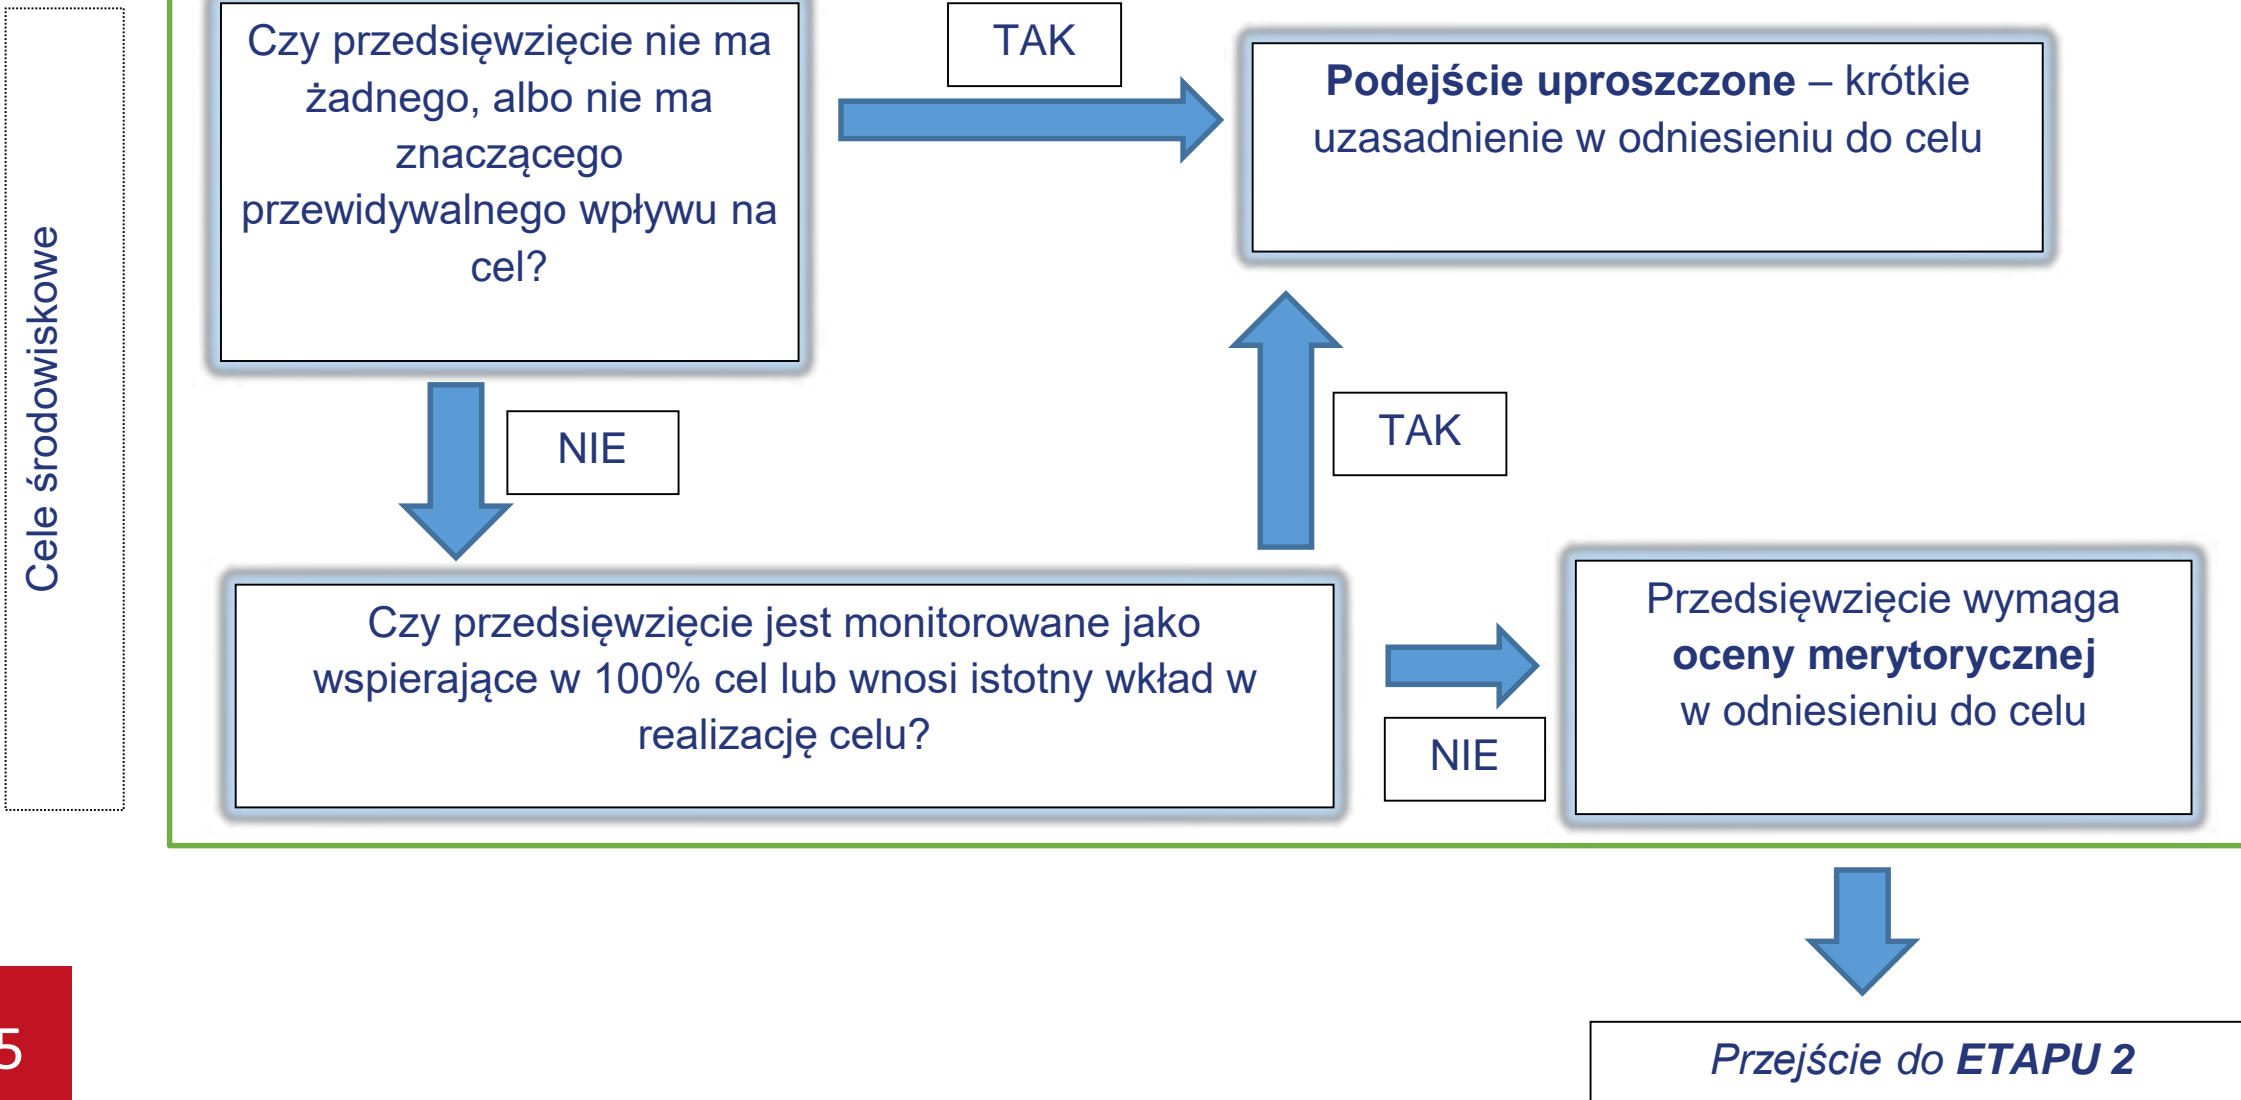 Cele środowiskowe
Czy przedsięwzięcie nie ma
żadnego, albo nie ma
znaczącego
przewidywalnego wpływu na
cel?
TAK
Podejście uproszczone – krótkie
uzasadnienie w odniesieniu do celu
NIE
TAK
Czy przedsięwzięcie jest monitorowane jako
wspierające w 100% cel lub wnosi istotny wkład w
realizację celu?
NIE
Przedsięwzięcie wymaga
oceny merytorycznej
w odniesieniu do celu
5
Przejście do ETAPU 2